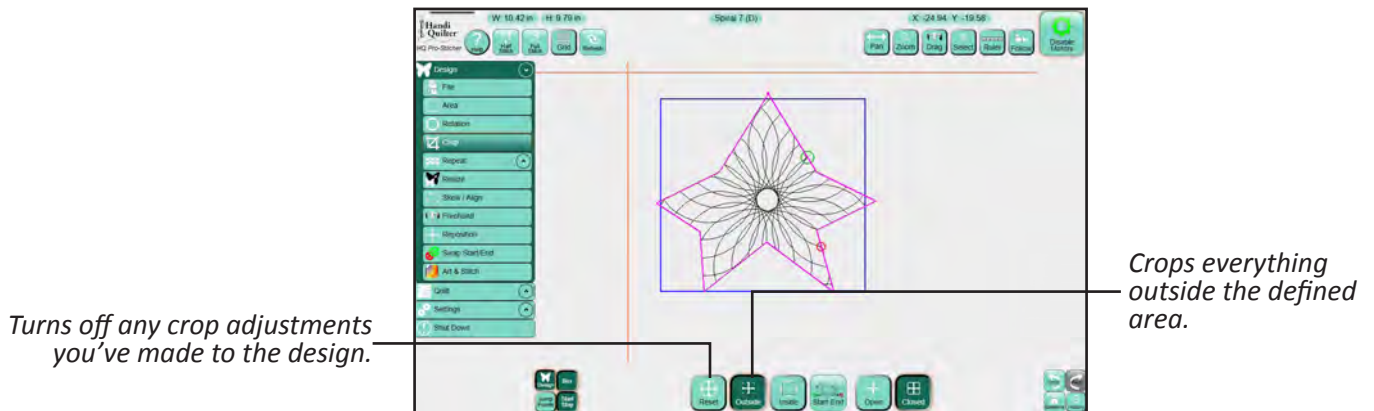 Handi
Quilter
HQ Pro-Stitcher
W: 10.42 in H: 9.79 in
Spiral 7 (D)
X: -24.94 Y: -19.58
Help
Half Stitch
Full Stitch
Grid
Refresh
Pan
Zoom
Drag
Select
Ruler
Follow
Disable Motors
Design
File
Area
Rotation
Crop
Repeat
Resize
Skew / Align
Freehand
Reposition
Swap Start/End
Art & Stitch
Quilt
Settings
Shut Down
Crops everything
outside the defined
area.
Turns off any crop adjustments
you've made to the design.
Design
Box
Jump Points
Start Stop
Reset
Outside
Inside
Start End
Open
Closed